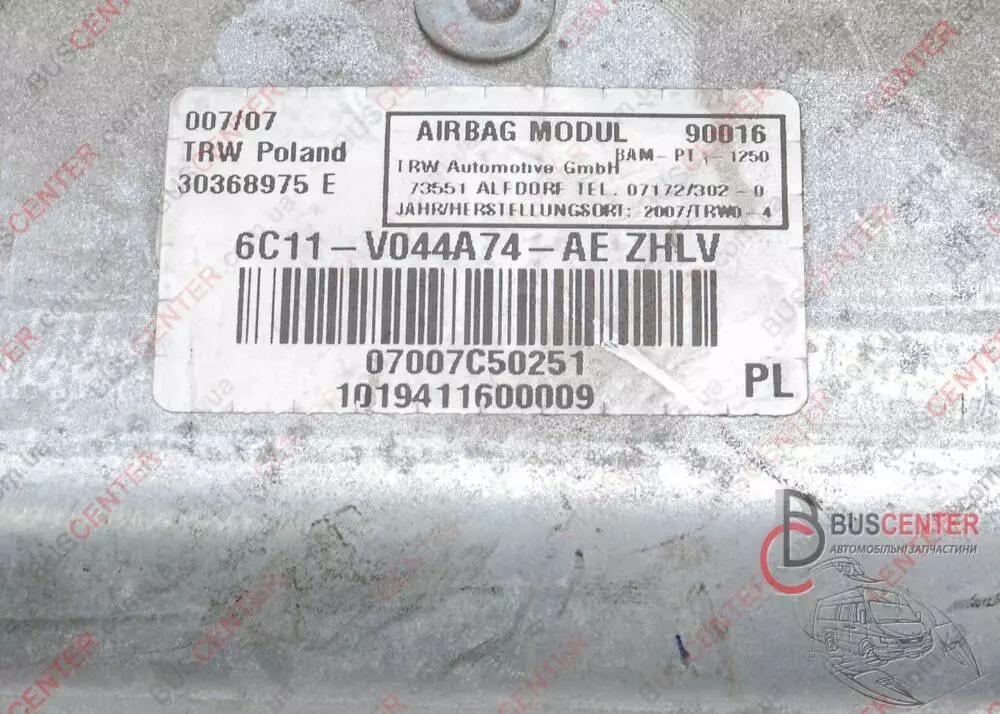 007/07
TRW Poland
30368975 E
AIRBAG MODUL 90016
BAM-PT1-1250
TRW Automotive GmbH
73551 ALFDORF TEL. 07172/302-0
JAHR/HERSTELLUNGSORT: 2007/TRW0-4
6C11-V044A74-AE ZHLV
07007C50251
1019411600009
PL
BUSCENTER
АВТОМОБІЛЬНІ ЗАПЧАСТИНИ